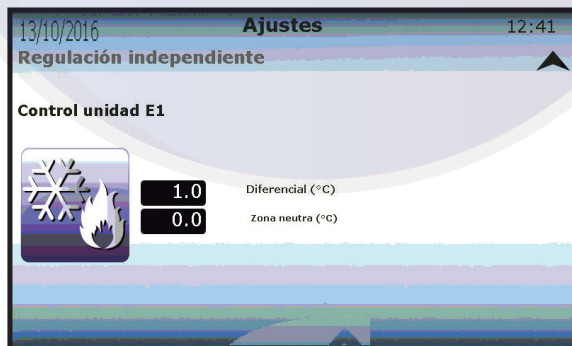 13/10/2016 Ajustes 12:41
Regulación independiente
Control unidad E1
1.0 Diferencial (°C)
0.0 Zona neutra (°C)